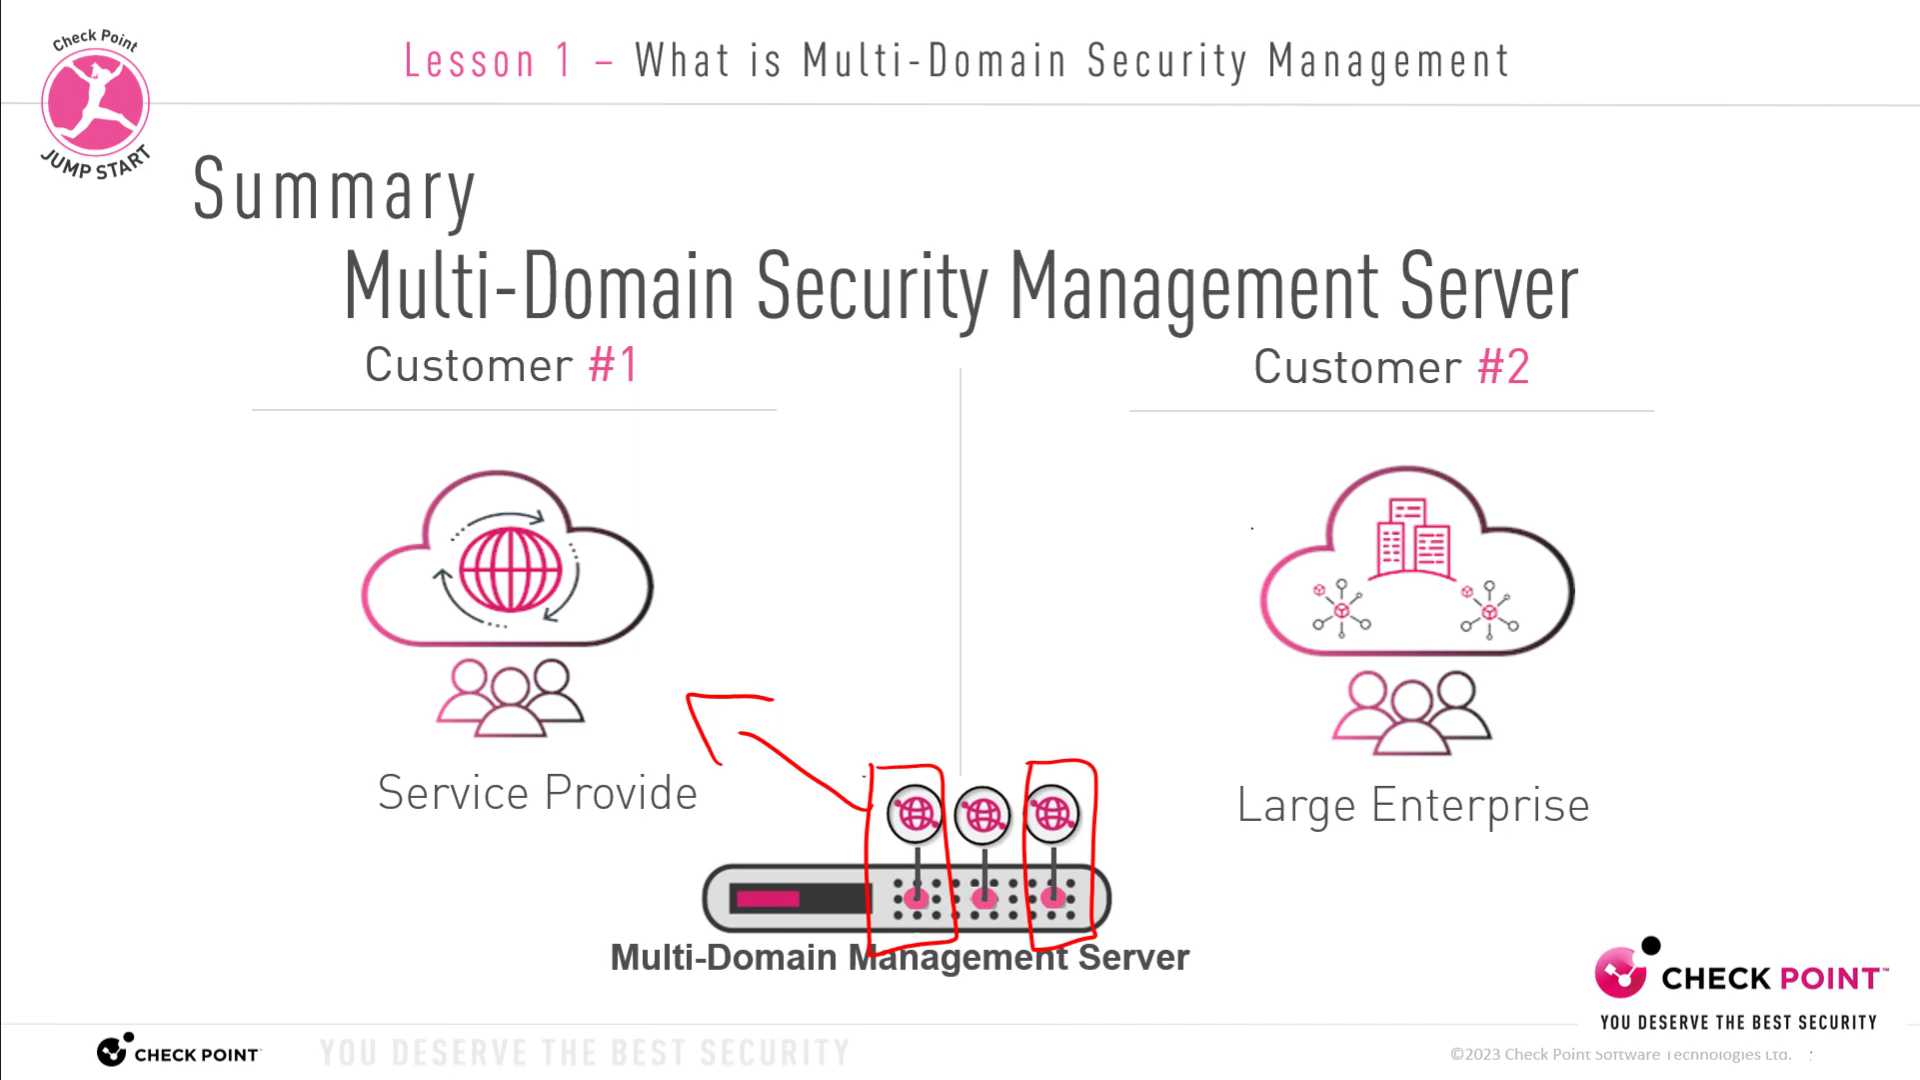 Check Point
JUMP START
Lesson 1 – What is Multi-Domain Security Management
Summary
Multi-Domain Security Management Server
Customer #1
Customer #2
Service Provide
Large Enterprise
Multi-Domain Management Server
CHECK POINT™
YOU DESERVE THE BEST SECURITY
CHECK POINT
YOU DESERVE THE BEST SECURITY
©2023 Check Point Software Technologies Ltd.